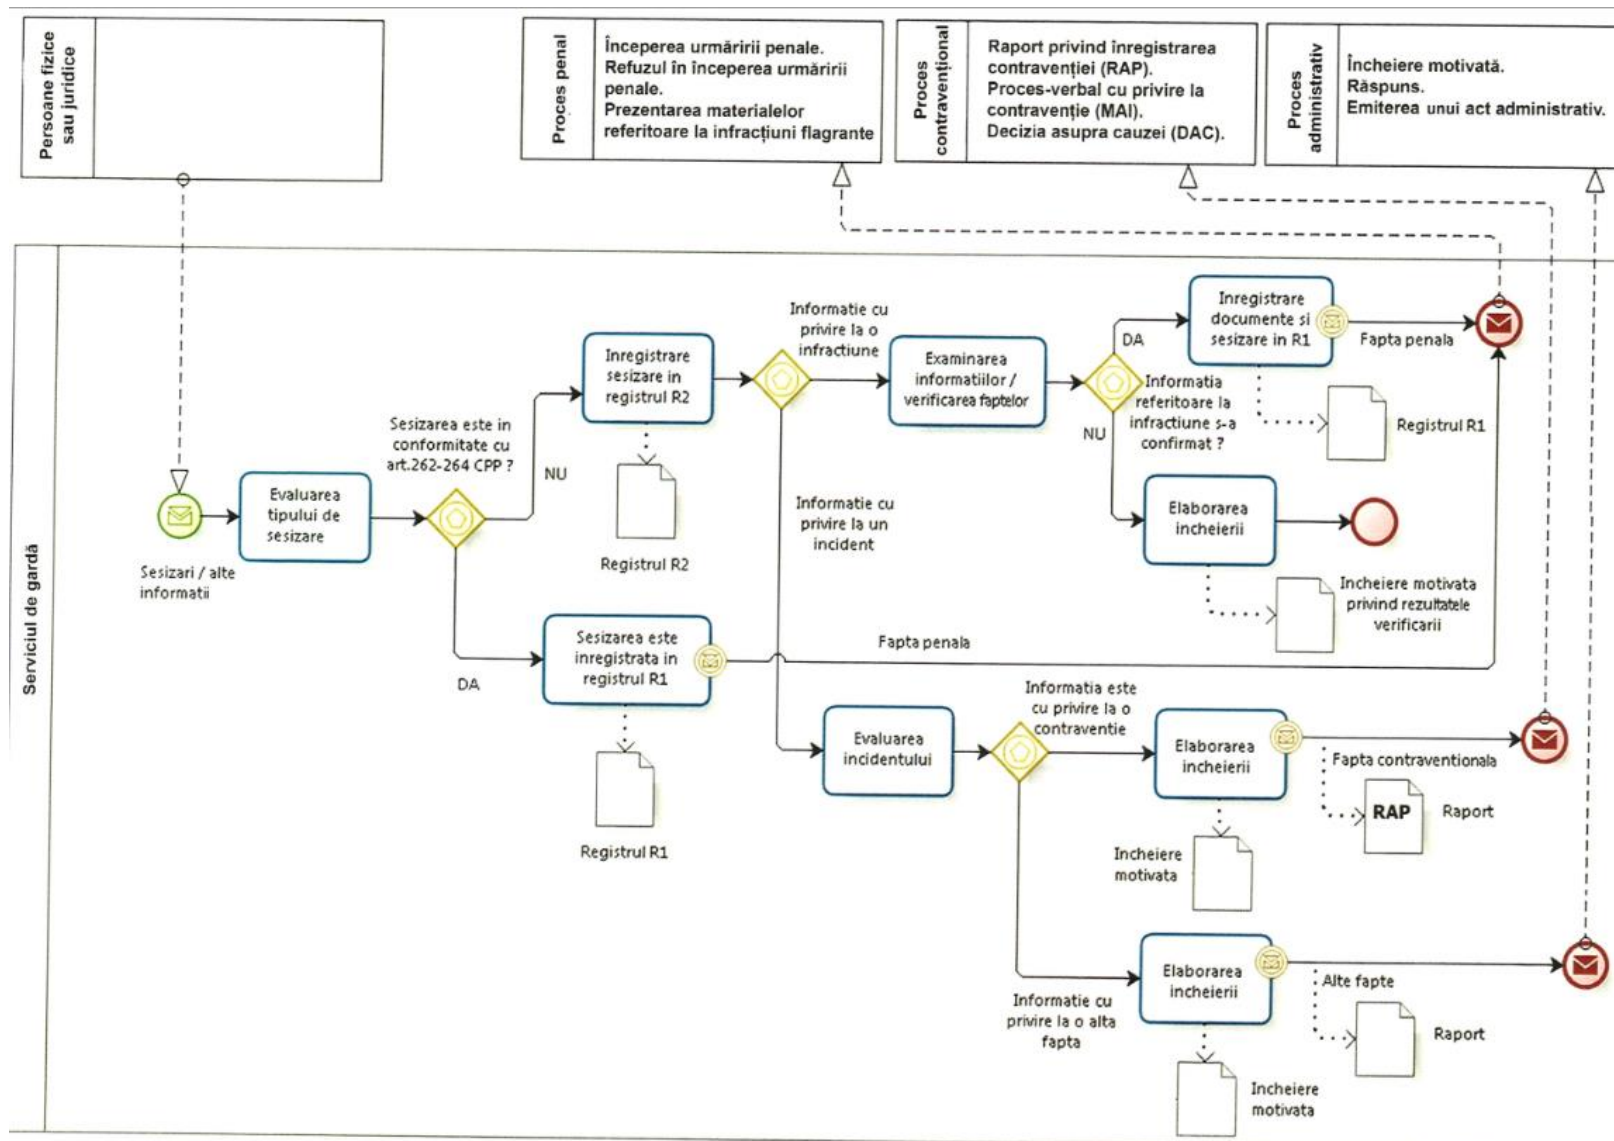 Persoane fizice
sau juridice
Proces penal
Începerea urmăririi penale.
Refuzul în începerea urmăririi
penale.
Prezentarea materialelor
referitoare la infracțiuni flagrante
Proces
contravențional
Raport privind înregistrarea
contravenției (RAP).
Proces-verbal cu privire la
contravenție (MAI).
Decizia asupra cauzei (DAC).
Proces
administrativ
Încheiere motivată.
Răspuns.
Emiterea unui act administrativ.
Serviciul de gardă
Sesizari / alte
informatii
Evaluarea
tipului de
sesizare
Sesizarea este in
conformitate cu
art.262-264 CPP ?
NU
DA
Inregistrare
sesizare in
registrul R2
Registrul R2
Informatie cu
privire la o
infractiune
Examinarea
informatiilor /
verificarea faptelor
DA
NU
Informatia
referitoare la
infractiune s-a
confirmat ?
Inregistrare
documente si
sesizare in R1
Fapta penala
Registrul R1
Elaborarea
incheierii
Incheiere motivata
privind rezultatele
verificarii
Informatie cu
privire la un
incident
Sesizarea este
inregistrata in
registrul R1
Fapta penala
Registrul R1
Evaluarea
incidentului
Informatia este
cu privire la o
contraventie
Elaborarea
incheierii
Fapta contraventionala
RAP
Raport
Incheiere
motivata
Informatie cu
privire la o alta
fapta
Elaborarea
incheierii
Alte fapte
Raport
Incheiere
motivata